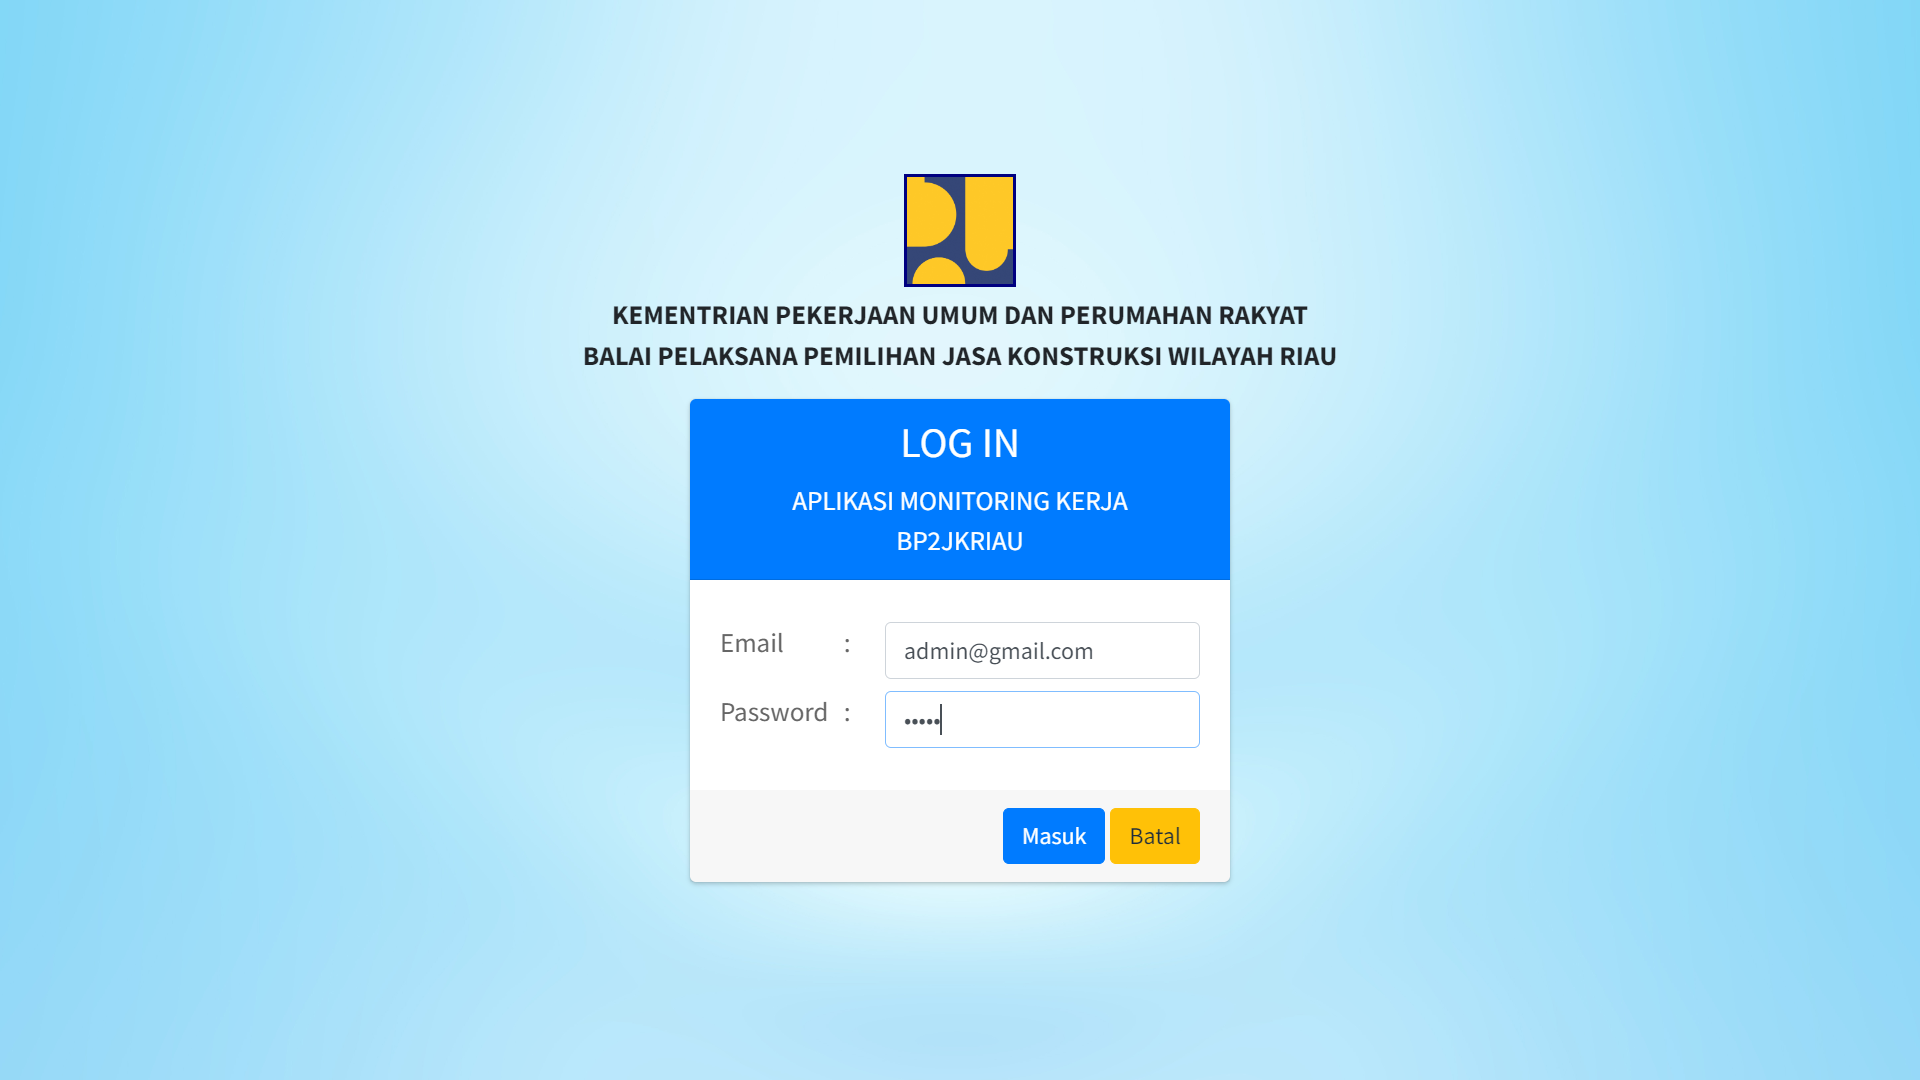 KEMENTRIAN PEKERJAAN UMUM DAN PERUMAHAN RAKYAT
BALAI PELAKSANA PEMILIHAN JASA KONSTRUKSI WILAYAH RIAU
LOG IN
APLIKASI MONITORING KERJA
BP2JKRIAU
Email : admin@gmail.com
Password : •••••
Masuk Batal